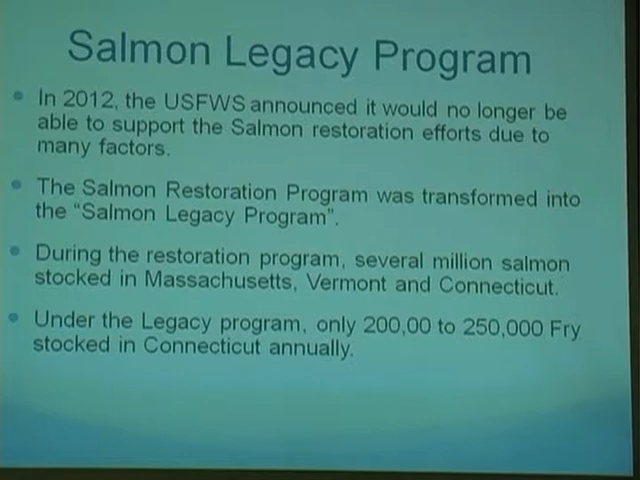 Salmon Legacy Program
In 2012, the USFWS announced it would no longer be
able to support the Salmon restoration efforts due to
many factors.
The Salmon Restoration Program was transformed into
the “Salmon Legacy Program”.
During the restoration program, several million salmon
stocked in Massachusetts, Vermont and Connecticut.
Under the Legacy program, only 200,00 to 250,000 Fry
stocked in Connecticut annually.